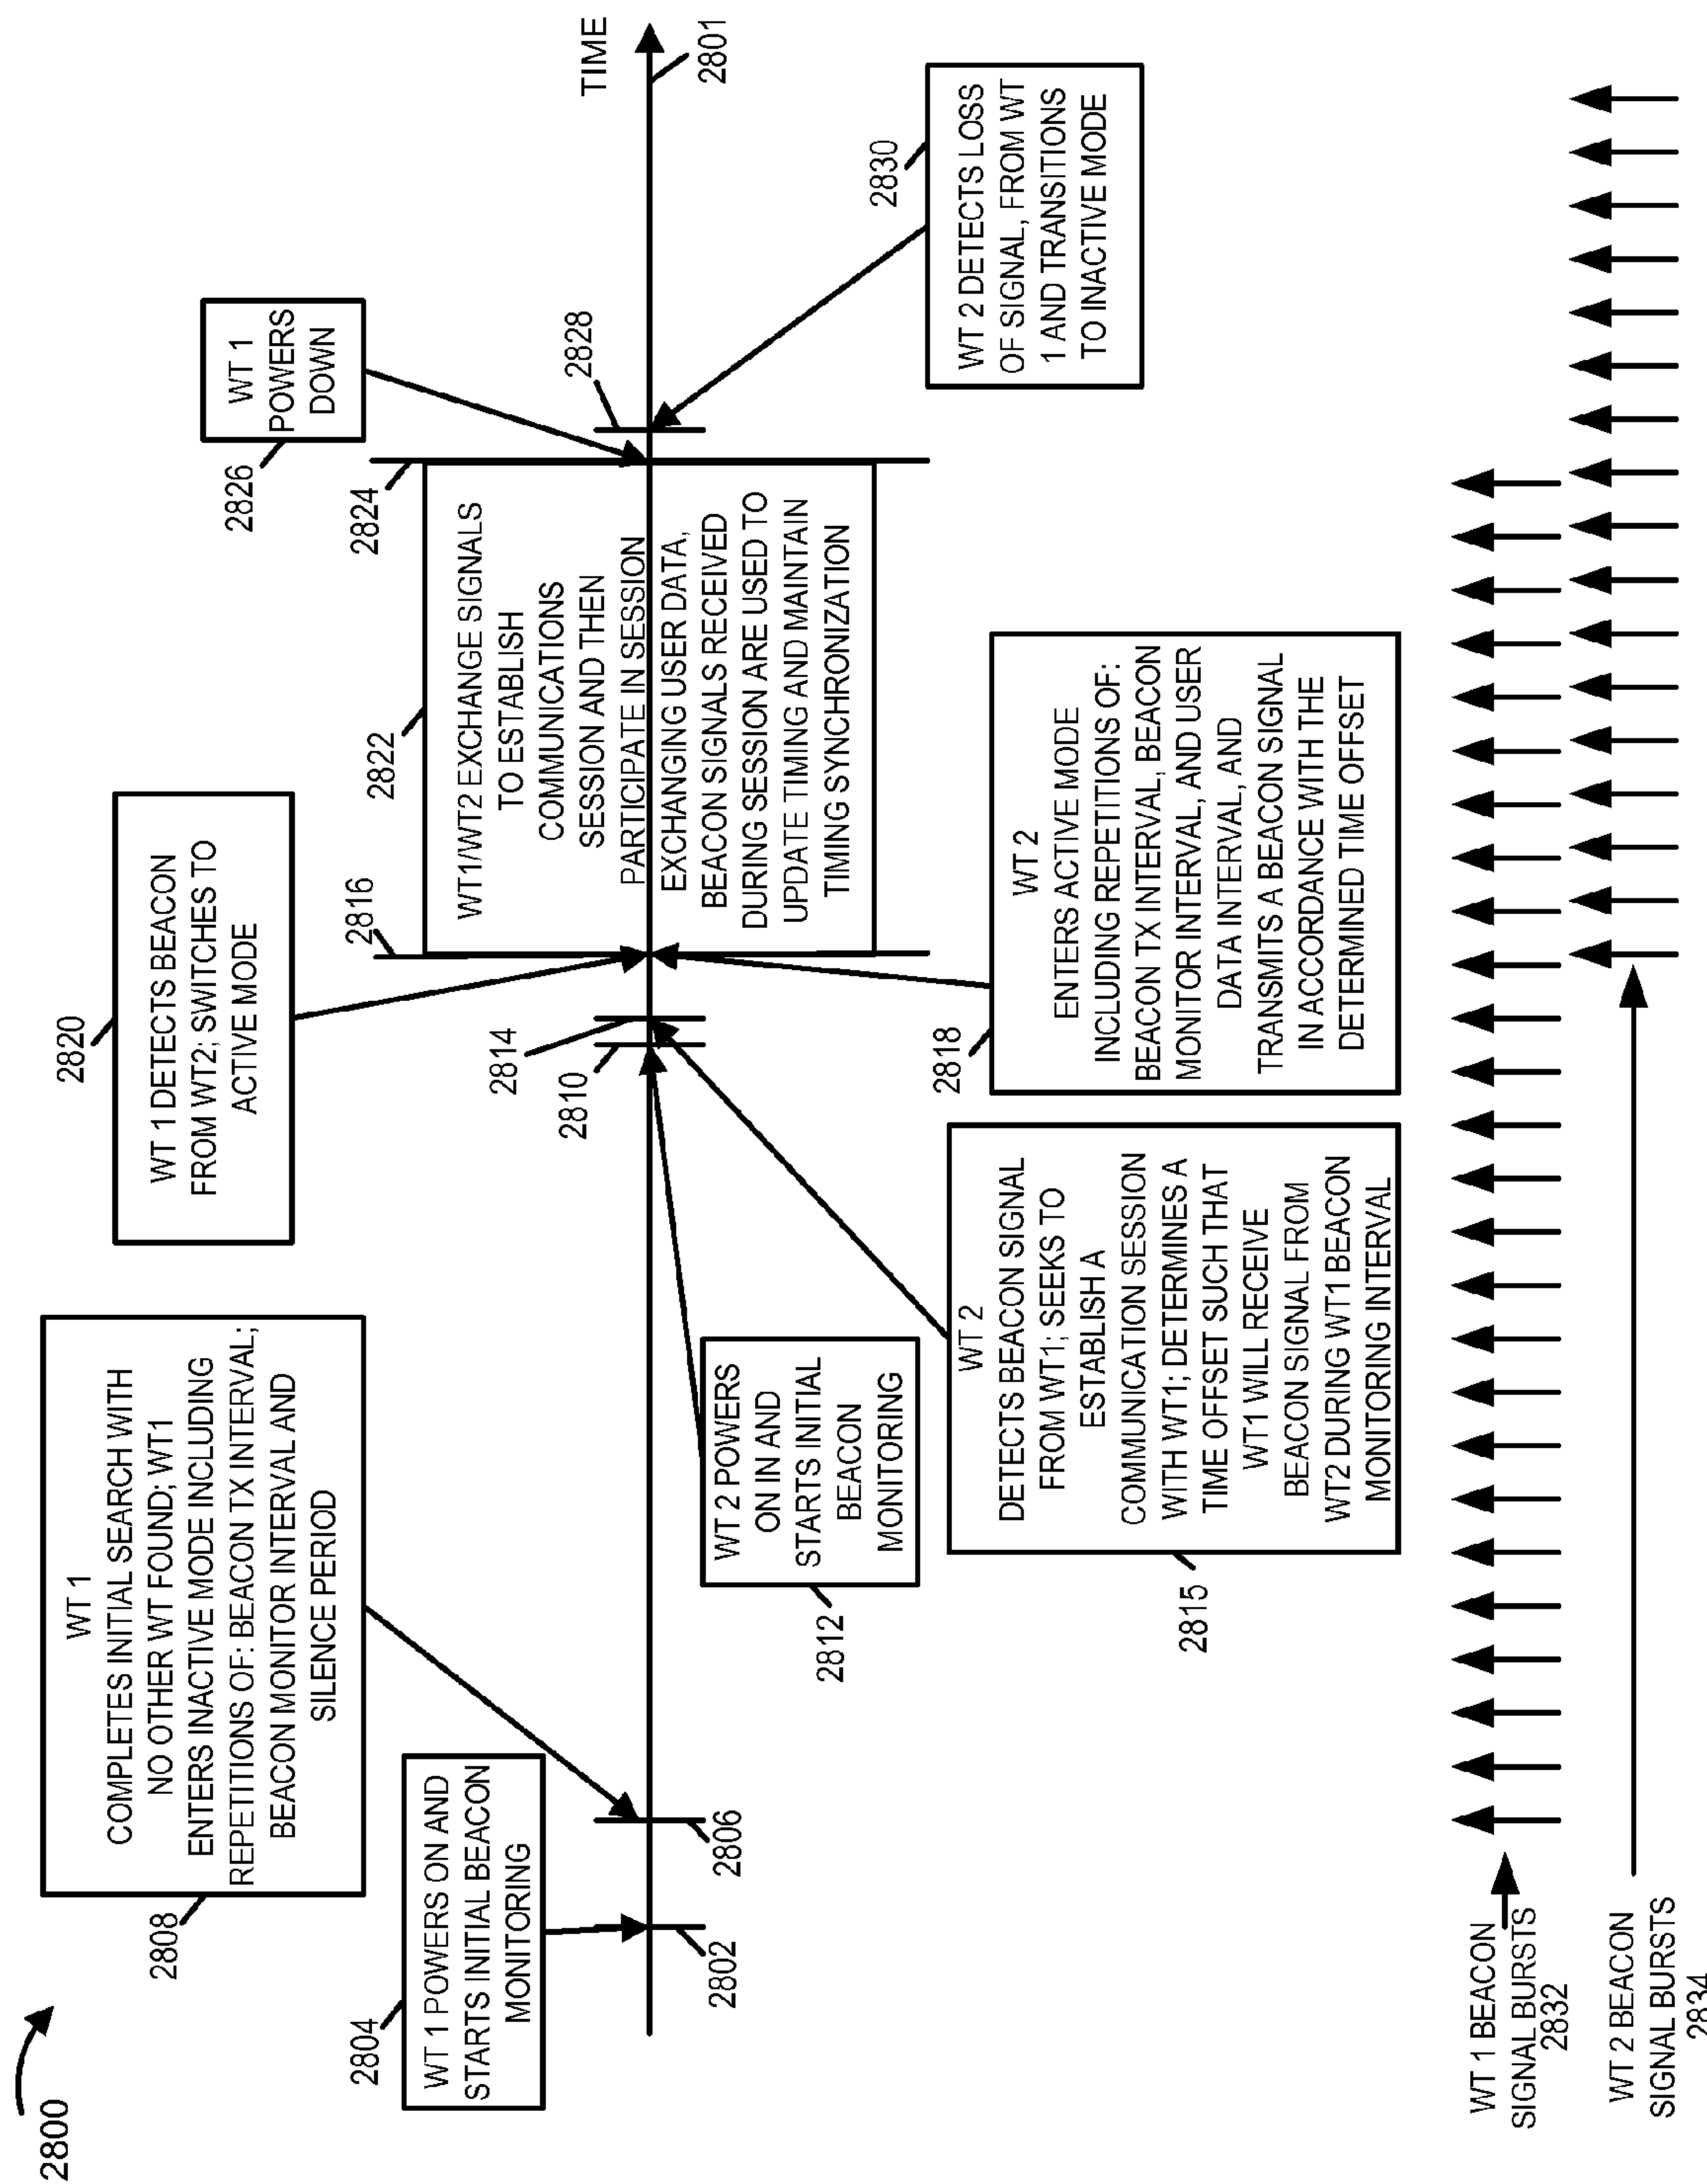 2800
2808
WT 1
COMPLETES INITIAL SEARCH WITH
NO OTHER WT FOUND; WT1
ENTERS INACTIVE MODE INCLUDING
REPETITIONS OF: BEACON TX INTERVAL;
BEACON MONITOR INTERVAL AND
SILENCE PERIOD
2820
WT 1 DETECTS BEACON
FROM WT2; SWITCHES TO
ACTIVE MODE
2826
WT 1
POWERS
DOWN
2804
WT 1 POWERS ON AND
STARTS INITIAL BEACON
MONITORING
2816
2822
2824
WT1/WT2 EXCHANGE SIGNALS
TO ESTABLISH
COMMUNICATIONS
SESSION AND THEN
PARTICIPATE IN SESSION
EXCHANGING USER DATA,
BEACON SIGNALS RECEIVED
DURING SESSION ARE USED TO
UPDATE TIMING AND MAINTAIN
TIMING SYNCHRONIZATION
2814
2810
2828
TIME
2801
2802
2806
2812
WT 2 POWERS
ON IN AND
STARTS INITIAL
BEACON
MONITORING
2830
WT 2 DETECTS LOSS
OF SIGNAL, FROM WT
1 AND TRANSITIONS
TO INACTIVE MODE
2815
WT 2
DETECTS BEACON SIGNAL
FROM WT1; SEEKS TO
ESTABLISH A
COMMUNICATION SESSION
WITH WT1; DETERMINES A
TIME OFFSET SUCH THAT
WT1 WILL RECEIVE
BEACON SIGNAL FROM
WT2 DURING WT1 BEACON
MONITORING INTERVAL
2818
WT 2
ENTERS ACTIVE MODE
INCLUDING REPETITIONS OF:
BEACON TX INTERVAL, BEACON
MONITOR INTERVAL, AND USER
DATA INTERVAL, AND
TRANSMITS A BEACON SIGNAL
IN ACCORDANCE WITH THE
DETERMINED TIME OFFSET
WT 1 BEACON
SIGNAL BURSTS
2832
WT 2 BEACON
SIGNAL BURSTS
2834